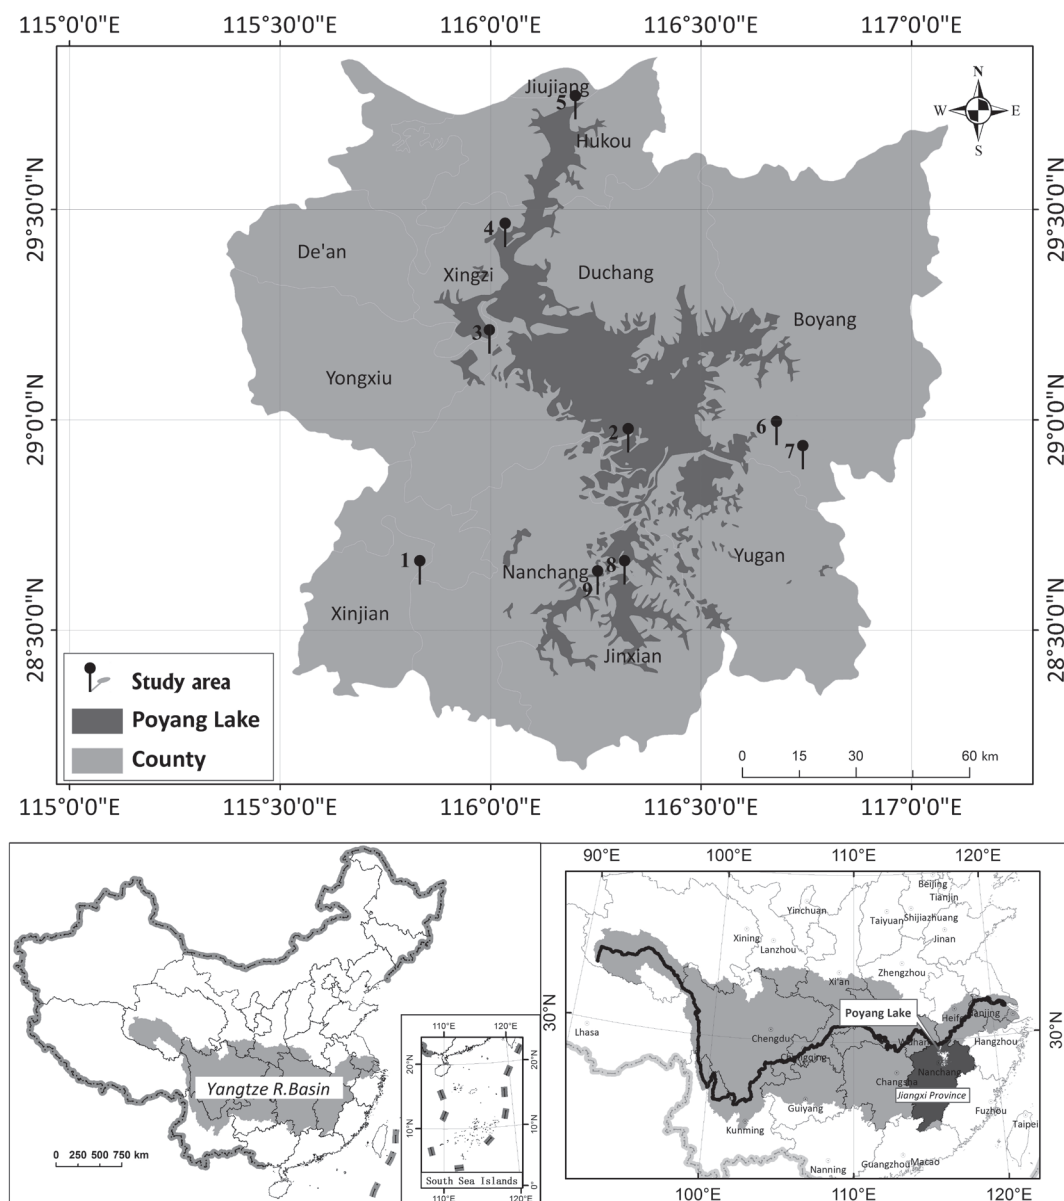 115°0'0"E 115°30'0"E 116°0'0"E 116°30'0"E 117°0'0"E
29°30'0"N
29°0'0"N
28°30'0"N
29°30'0"N
29°0'0"N
28°30'0"N
N
W E
S
Jiujiang
5
Hukou
4
De'an
Xingzi
Duchang
3
Boyang
Yongxiu
2
6
7
1
Nanchang
8
9
Yugan
Xinjian
Jinxian
Study area
Poyang Lake
County
0 15 30 60 km
115°0'0"E 115°30'0"E 116°0'0"E 116°30'0"E 117°0'0"E
Yangtze R.Basin
0 250 500 750 km
110°E 120°E
20°N
10°N
0°
20°N
10°N
0°
South Sea Islands
110°E 120°E
90°E 100°E 110°E 120°E
30°N
30°N
Beijing
Tianjin
Yinchuan
Taiyuan
Shijiazhuang
Xining
Lanzhou
Jinan
Zhengzhou
Xi'an
Poyang Lake
Lhasa
Chengdu
Chongqing
Wuhan
Hefei
Nanjing
Hangzhou
Nanchang
Changsha
Jiangxi Province
Guiyang
Fuzhou
Kunming
Taipei
Nanning
Guangzhou
Macao
100°E 110°E 120°E